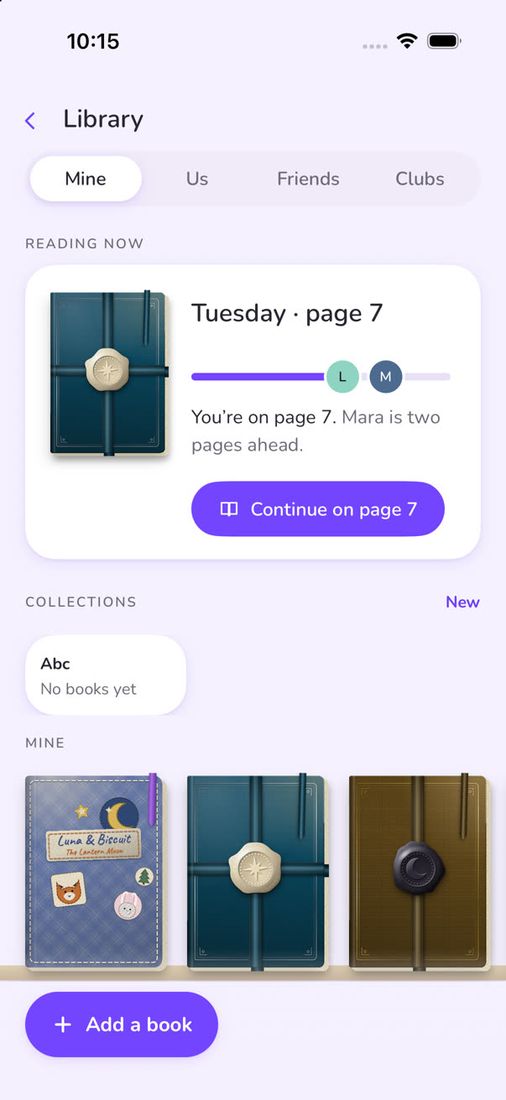 10:15
Library
Mine
Us
Friends
Clubs
READING NOW
Tuesday · page 7
L
M
You’re on page 7. Mara is two
pages ahead.
Continue on page 7
COLLECTIONS
New
Abc
No books yet
MINE
Luna & Biscuit
The Lantern Moon
Add a book